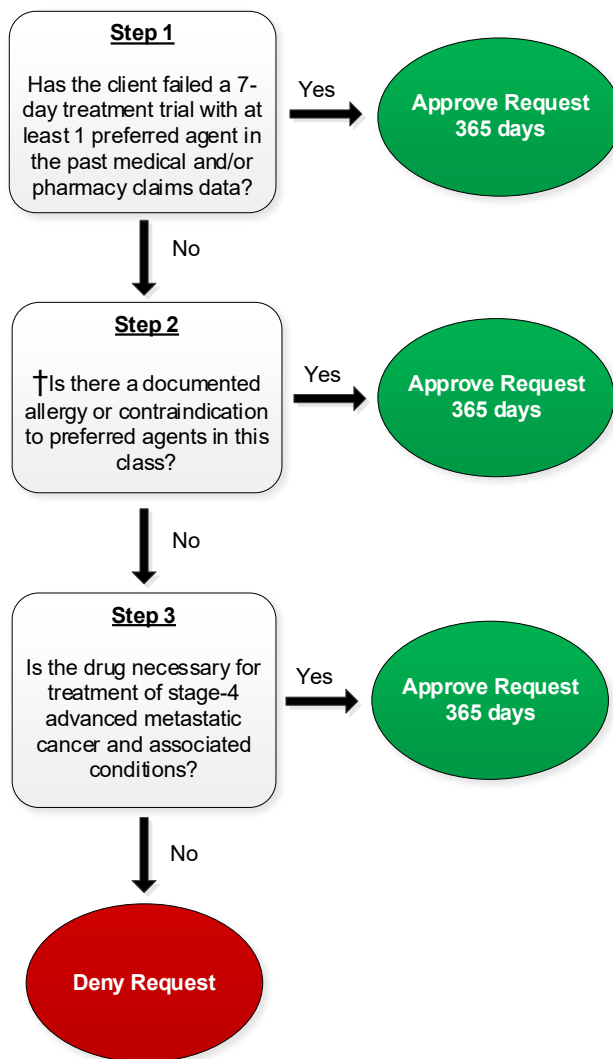 Step 1
Has the client failed a 7-
day treatment trial with at
least 1 preferred agent in
the past medical and/or
pharmacy claims data?
Yes
Approve Request
365 days
No
Step 2
†Is there a documented
allergy or contraindication
to preferred agents in this
class?
Yes
Approve Request
365 days
No
Step 3
Is the drug necessary for
treatment of stage-4
advanced metastatic
cancer and associated
conditions?
Yes
Approve Request
365 days
No
Deny Request